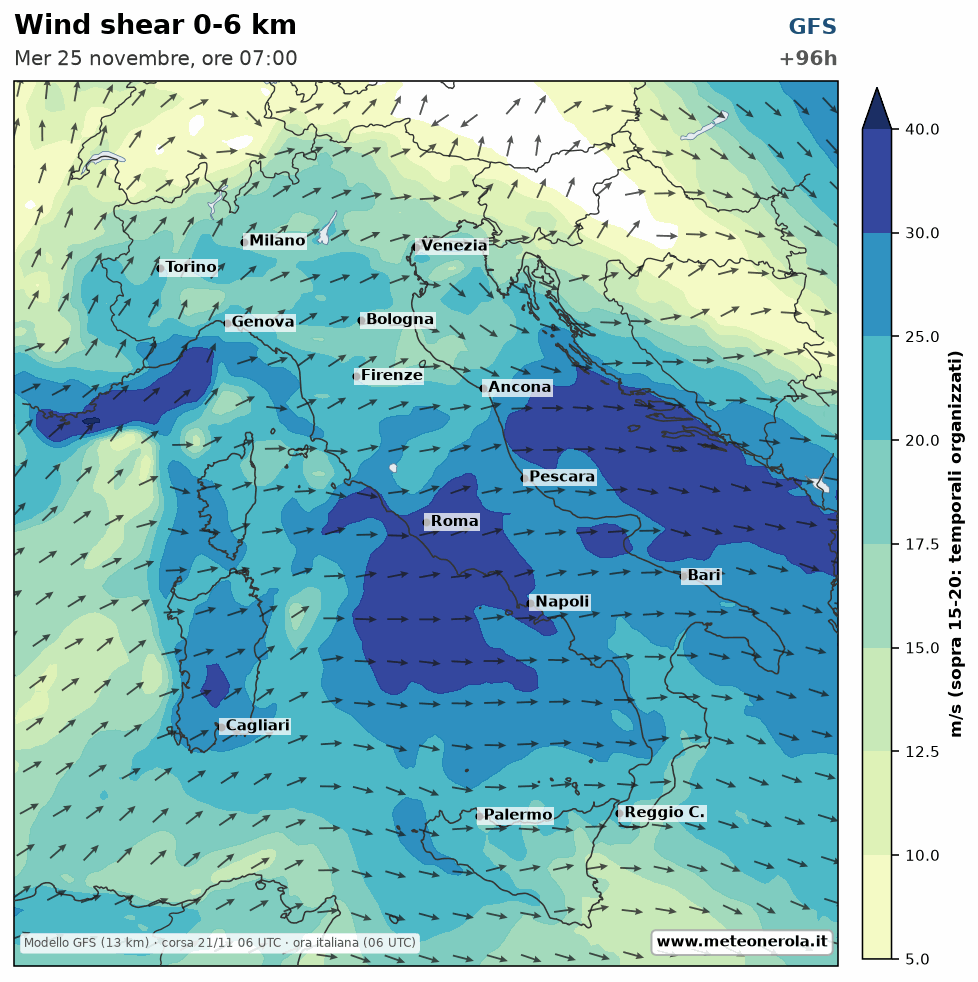 Wind shear 0-6 km
GFS
Mer 25 novembre, ore 07:00
+96h
Milano
Venezia
Torino
Genova
Bologna
Firenze
Ancona
Pescara
Roma
Bari
Napoli
Cagliari
Palermo
Reggio C.
40.0
30.0
25.0
20.0
17.5
15.0
12.5
10.0
5.0
m/s (sopra 15-20: temporali organizzati)
Modello GFS (13 km) · corsa 21/11 06 UTC · ora italiana (06 UTC)
www.meteonerola.it